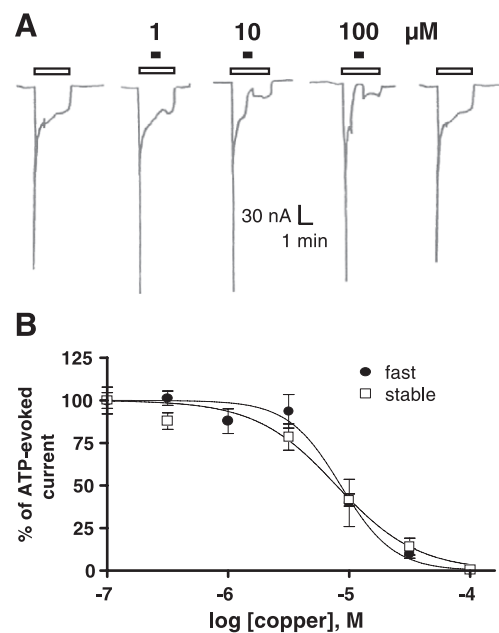 A
1 10 100 μM
30 nA
1 min
B
125
100
75
50
25
0
% of ATP-evoked
current
fast
stable
-7 -6 -5 -4
log [copper], M